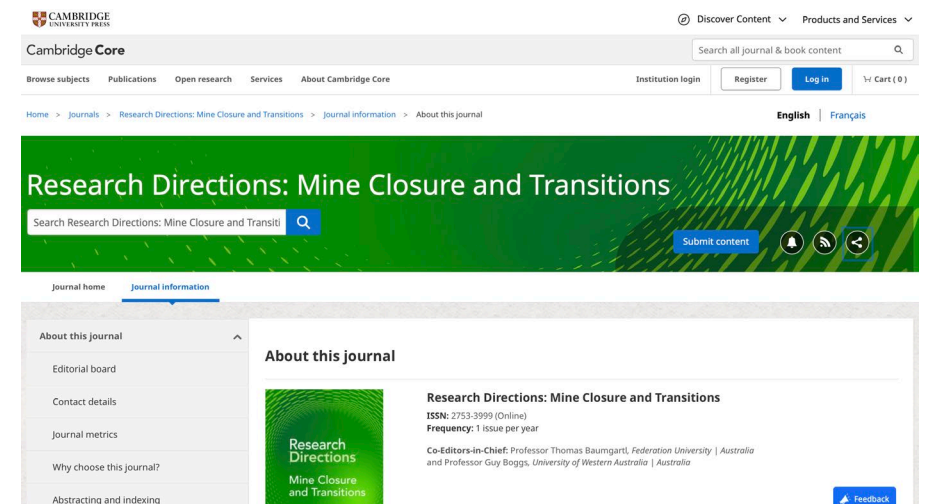 CAMBRIDGE
UNIVERSITY PRESS
Discover Content
Products and Services
Cambridge Core
Search all journal & book content
Browse subjects
Publications
Open research
Services
About Cambridge Core
Institution login
Register
Log in
Cart ( 0 )
Home > Journals > Research Directions: Mine Closure and Transitions > Journal information > About this journal
English | Français
Research Directions: Mine Closure and Transitions
Search Research Directions: Mine Closure and Transiti
Submit content
Journal home
Journal information
About this journal
Editorial board
Contact details
Journal metrics
Why choose this journal?
Abstracting and indexing
About this journal
Research
Directions
Mine Closure
and Transitions
Research Directions: Mine Closure and Transitions
ISSN: 2753-3999 (Online)
Frequency: 1 issue per year
Co-Editors-in-Chief: Professor Thomas Baumgartl, Federation University | Australia
and Professor Guy Boggs, University of Western Australia | Australia
Feedback